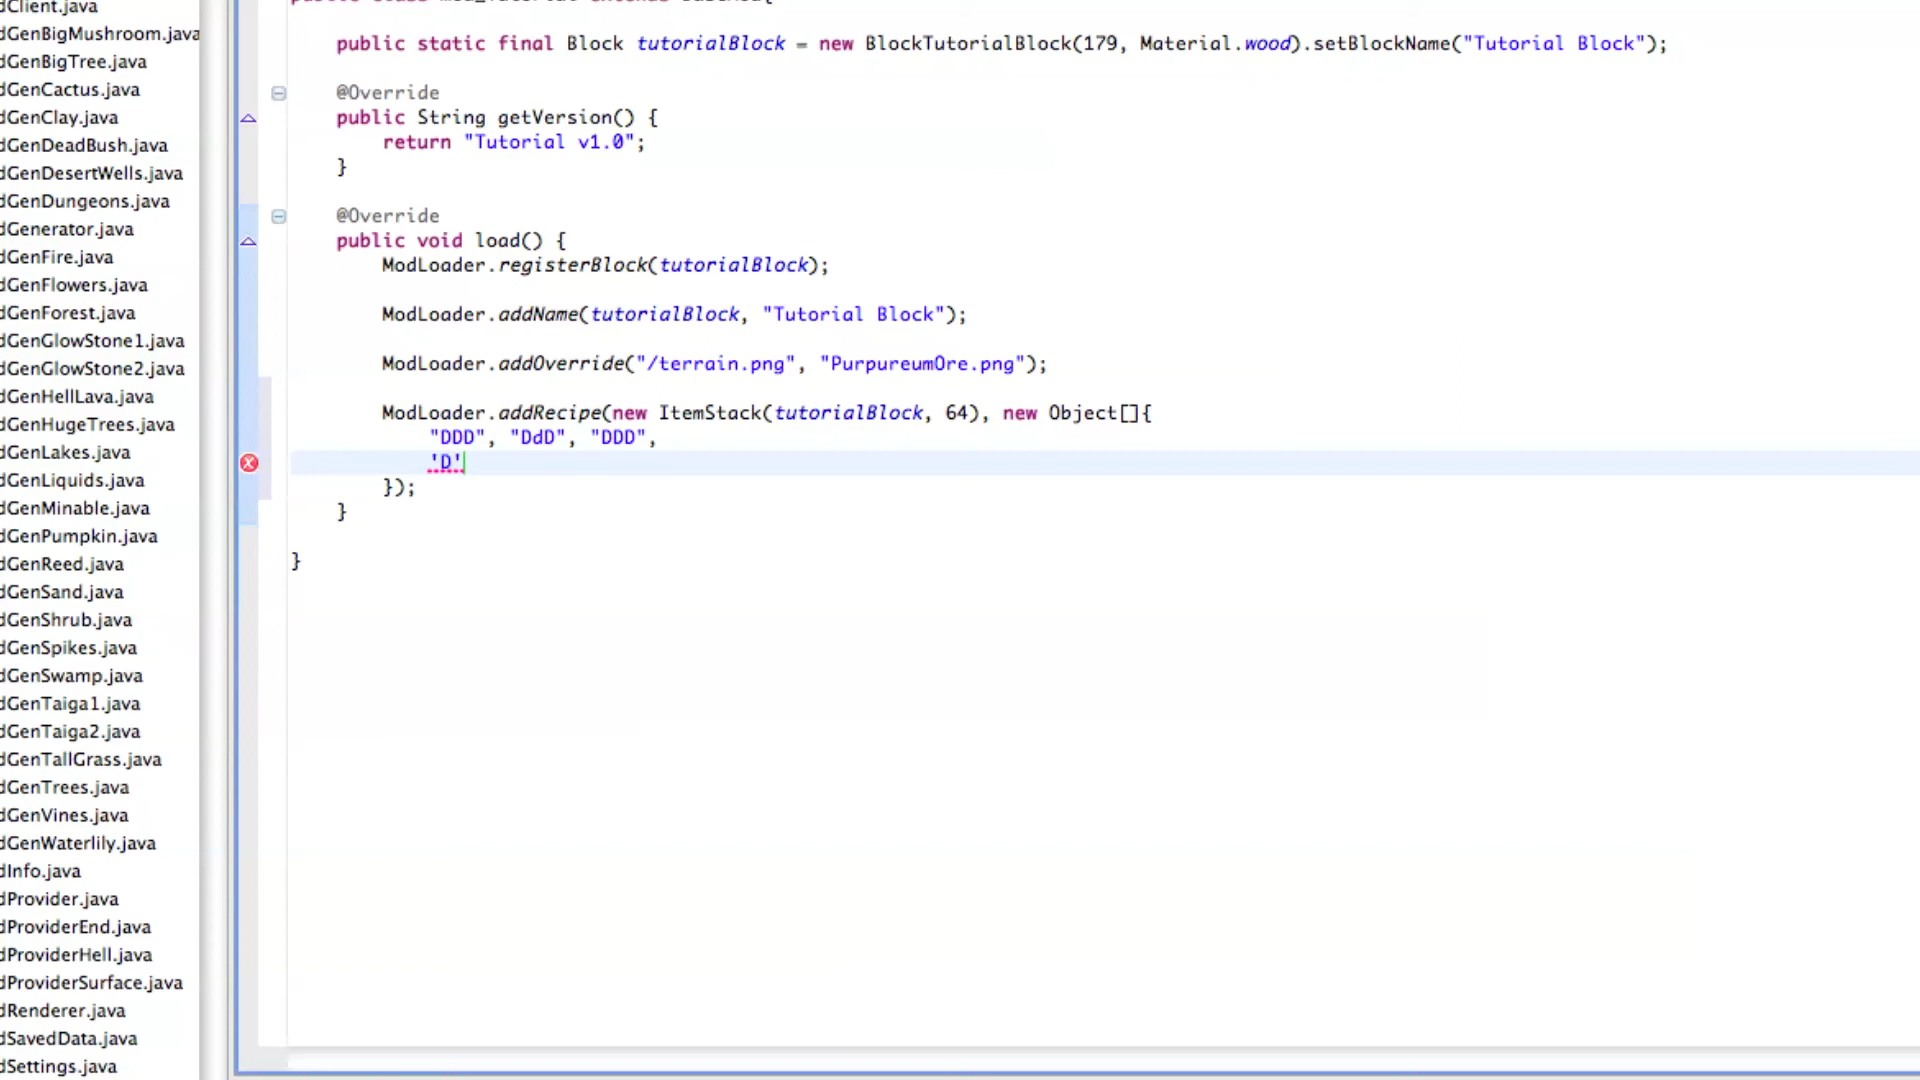 dClient.java
dGenBigMushroom.java
dGenBigTree.java
dGenCactus.java
dGenClay.java
dGenDeadBush.java
dGenDesertWells.java
dGenDungeons.java
dGenerator.java
dGenFire.java
dGenFlowers.java
dGenForest.java
dGenGlowStone1.java
dGenGlowStone2.java
dGenHellLava.java
dGenHugeTrees.java
dGenLakes.java
dGenLiquids.java
dGenMinable.java
dGenPumpkin.java
dGenReed.java
dGenSand.java
dGenShrub.java
dGenSpikes.java
dGenSwamp.java
dGenTaiga1.java
dGenTaiga2.java
dGenTallGrass.java
dGenTrees.java
dGenVines.java
dGenWaterlily.java
dInfo.java
dProvider.java
dProviderEnd.java
dProviderHell.java
dProviderSurface.java
dRenderer.java
dSavedData.java
dSettings.java
public static final Block tutorialBlock = new BlockTutorialBlock(179, Material.wood).setBlockName("Tutorial Block");
@Override
public String getVersion() {
return "Tutorial v1.0";
}
@Override
public void load() {
ModLoader.registerBlock(tutorialBlock);
ModLoader.addName(tutorialBlock, "Tutorial Block");
ModLoader.addOverride("/terrain.png", "PurpureumOre.png");
ModLoader.addRecipe(new ItemStack(tutorialBlock, 64), new Object[]{
"DDD", "DdD", "DDD",
'D'
});
}
}